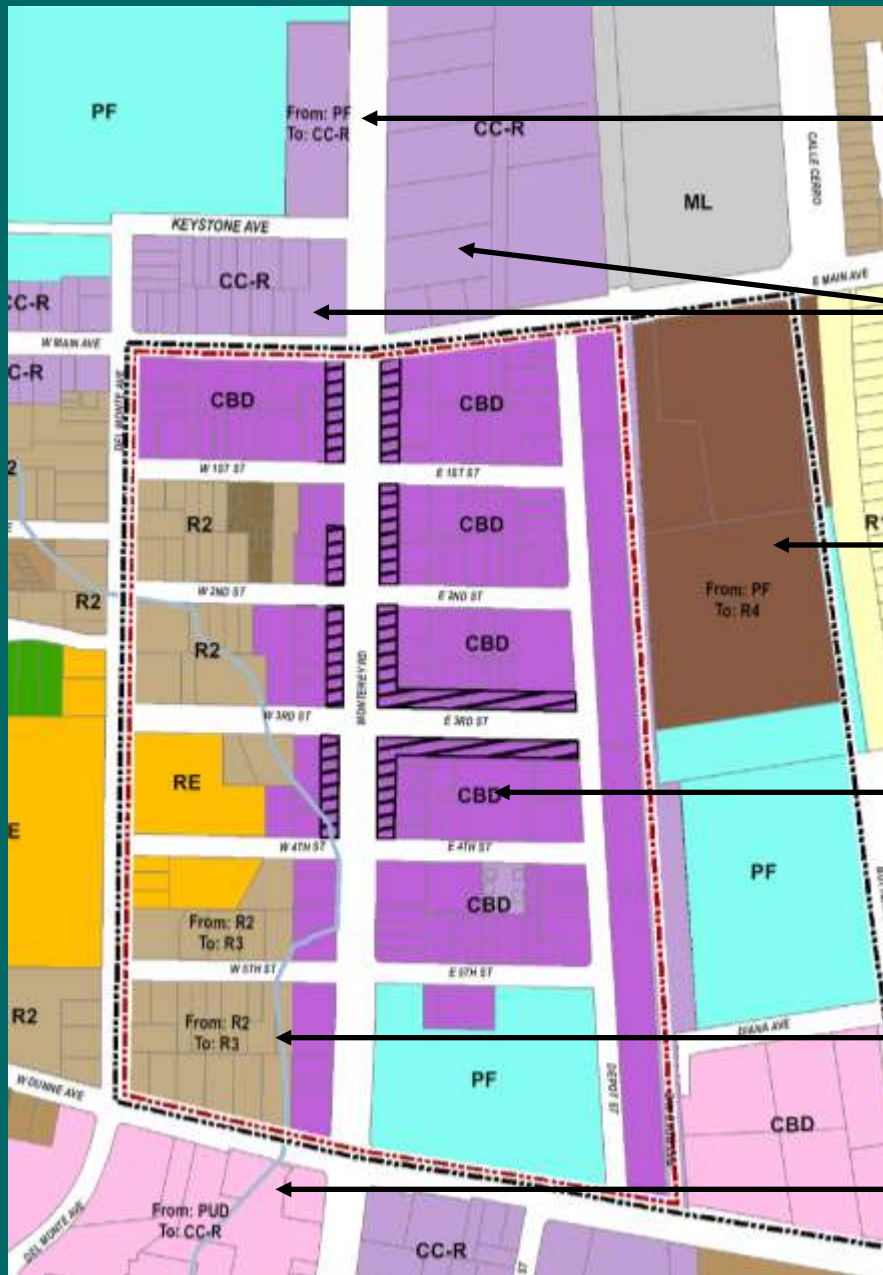 PF
From: PF
To: CC-R
CC-R
CALLE CERRO
ML
KEYSTONE AVE
CC-R
CC-R
E MAIN AVE
W MAIN AVE
C-R
DEL MONTE AVE
CBD
CBD
W 1ST ST
E 1ST ST
2
R2
CBD
R1
From: PF
To: R4
W 2ND ST
E 2ND ST
R2
R2
CBD
MONTEREY RD
W 3RD ST
E 3RD ST
RE
CBD
E
W 4TH ST
E 4TH ST
PF
CBD
From: R2
To: R3
W 5TH ST
E 5TH ST
R2
From: R2
To: R3
DIANA AVE
PF
DEPOT ST
W DUNNE AVE
CBD
From: PUD
To: CC-R
DEL MONTE AVE
CC-R
ST